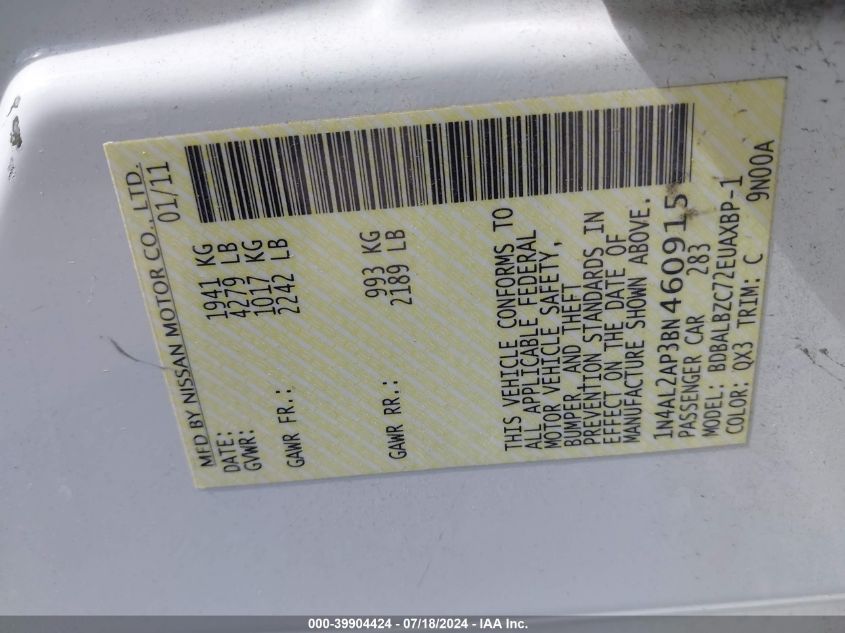 MFD BY NISSAN MOTOR CO., LTD.
DATE: 01/11
GVWR: 1941 KG
4279 LB
GAWR FR.: 1017 KG
2242 LB
GAWR RR.: 993 KG
2189 LB
THIS VEHICLE CONFORMS TO
ALL APPLICABLE FEDERAL
MOTOR VEHICLE SAFETY,
BUMPER, AND THEFT
PREVENTION STANDARDS IN
EFFECT ON THE DATE OF
MANUFACTURE SHOWN ABOVE.
1N4AL2AP3BN460915
PASSENGER CAR 283
MODEL: BDBALBZC72EUAXBP-1
COLOR: QX3 TRIM: C 9N00A
000-39904424 - 07/18/2024 - IAA Inc.